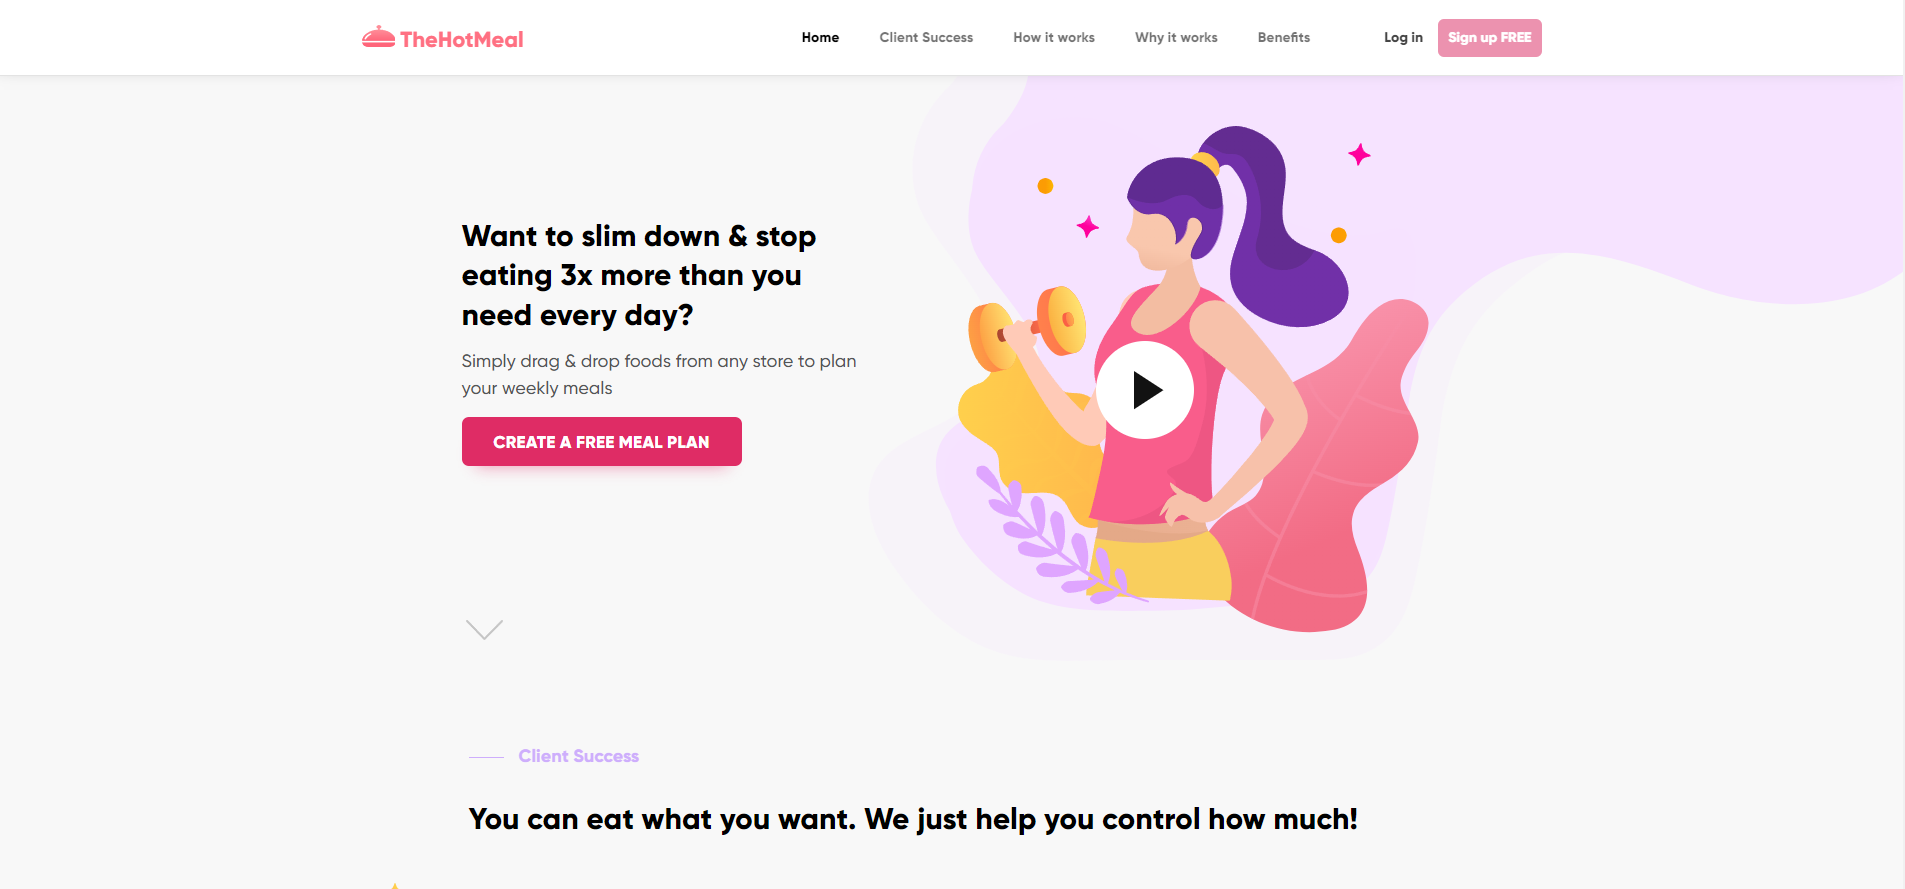 TheHotMeal
Home Client Success How it works Why it works Benefits Log in Sign up FREE
Want to slim down & stop
eating 3x more than you
need every day?
Simply drag & drop foods from any store to plan
your weekly meals
CREATE A FREE MEAL PLAN
Client Success
You can eat what you want. We just help you control how much!